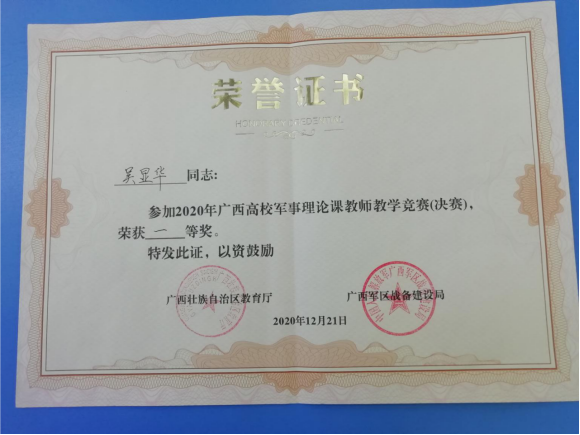 荣誉证书
HONORARY CREDENTIAL
吴显华 同志:
参加2020年广西高校军事理论课教师教学竞赛(决赛),
荣获 一 等奖。
特发此证,以资鼓励
广西壮族自治区教育厅 广西军区战备建设局
2020年12月21日